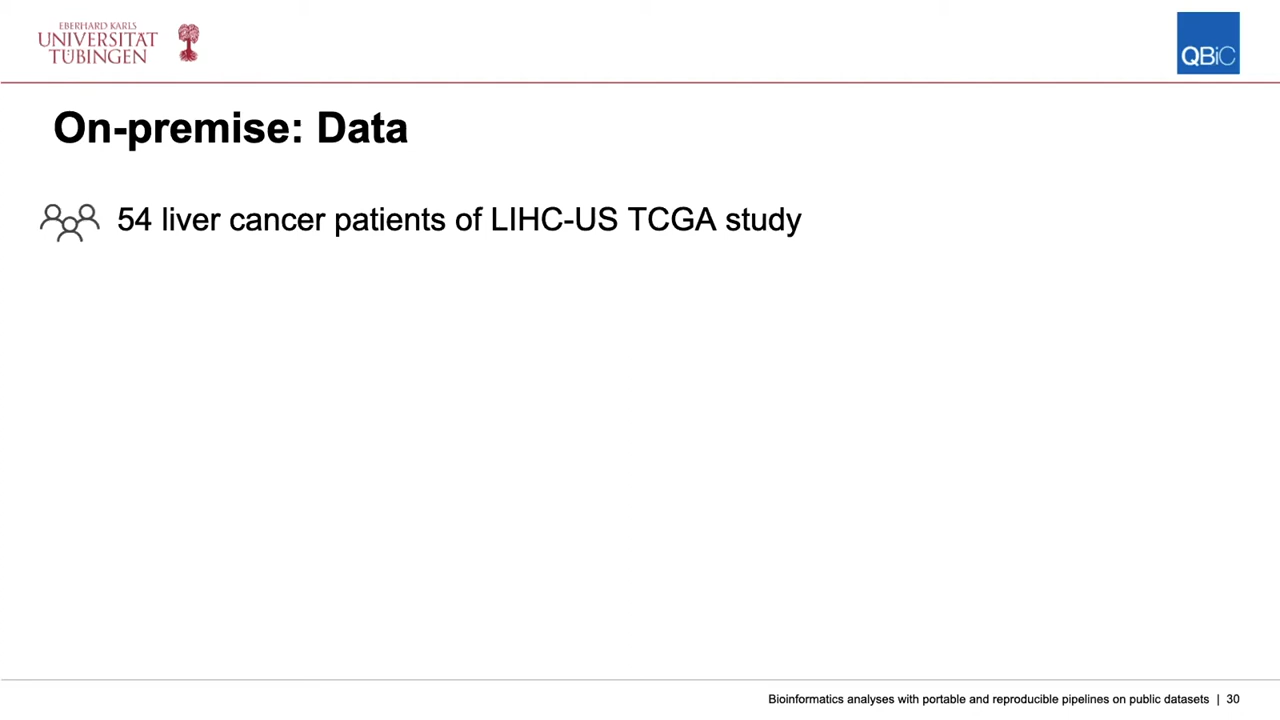 EBERHARD KARLS
UNIVERSITÄT
TÜBINGEN
QBiC
On-premise: Data
54 liver cancer patients of LIHC-US TCGA study
Bioinformatics analyses with portable and reproducible pipelines on public datasets | 30